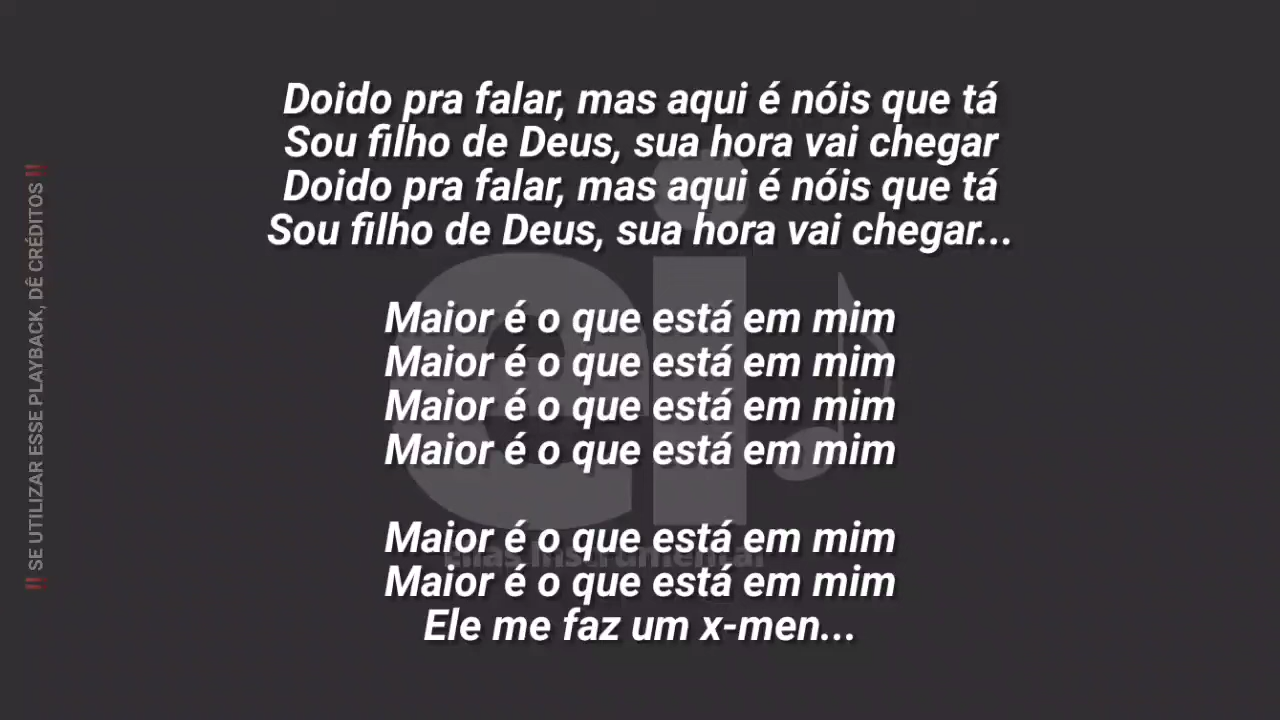 Doido pra falar, mas aqui é nóis que tá
Sou filho de Deus, sua hora vai chegar
Doido pra falar, mas aqui é nóis que tá
Sou filho de Deus, sua hora vai chegar...
Maior é o que está em mim
Maior é o que está em mim
Maior é o que está em mim
Maior é o que está em mim
Maior é o que está em mim
Maior é o que está em mim
Ele me faz um x-men...
!! SE UTILIZAR ESSE PLAYBACK, DÊ CRÉDITOS !!
ei
Elias Instrumental